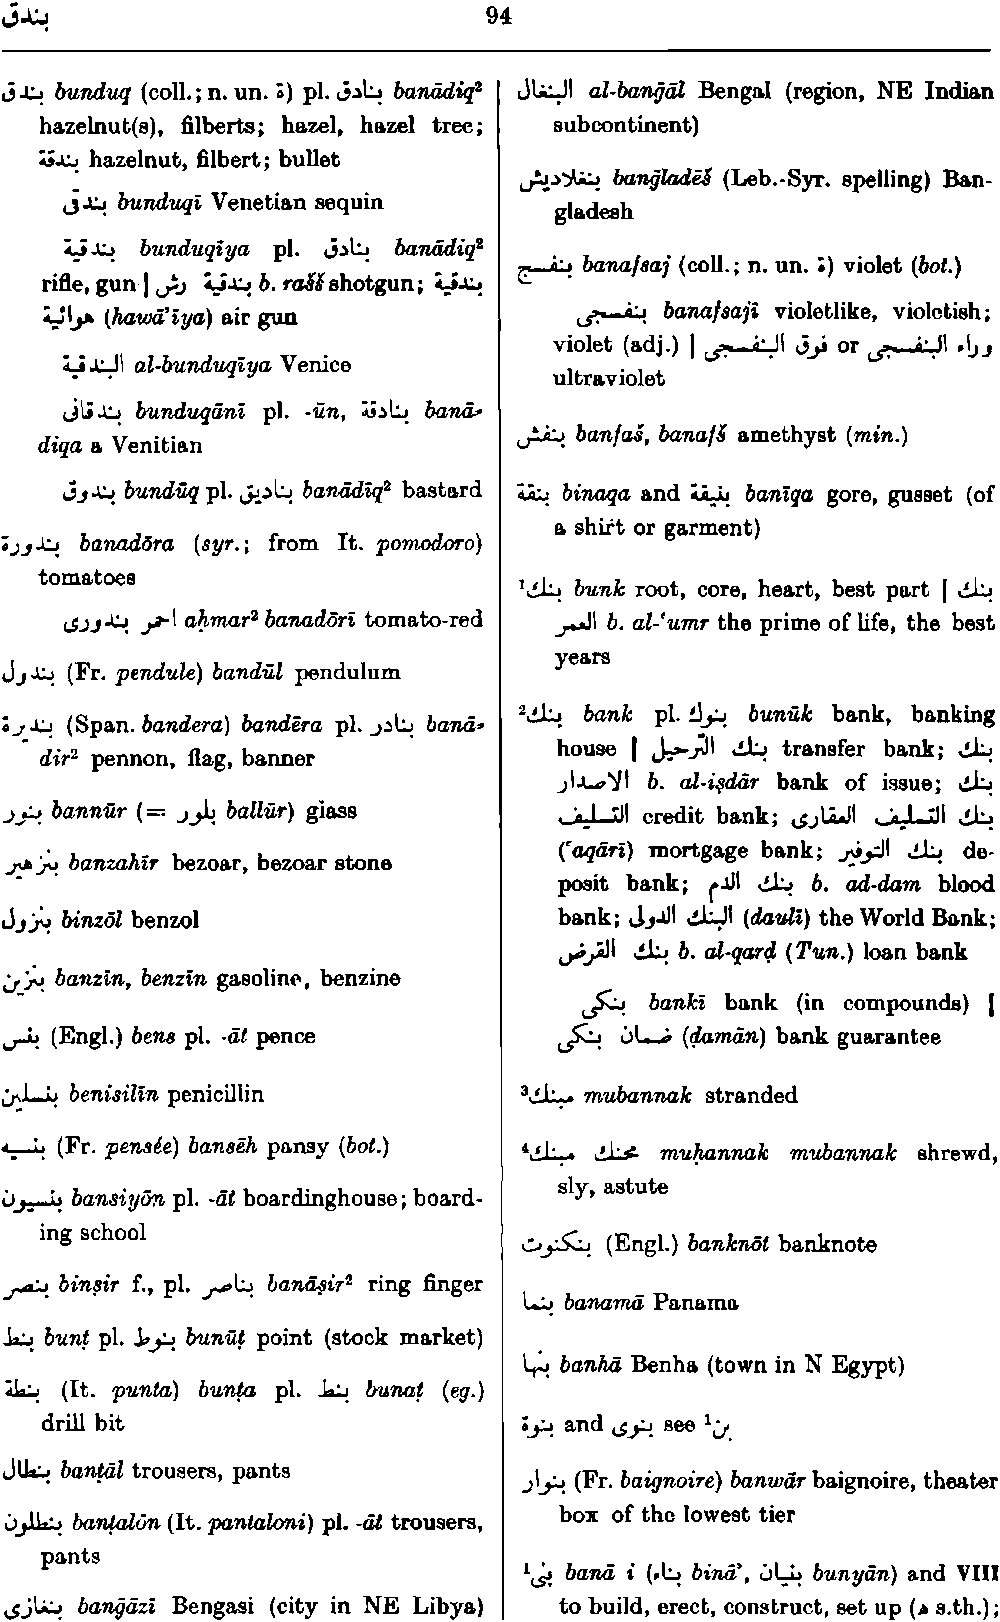 بندق
94
بندق bunduq (coll.; n. un. ة) pl. بنادق banādiq²
hazelnut(s), filberts; hazel, hazel tree;
بندقة hazelnut, filbert; bullet
بندقى bunduqī Venetian sequin
بندقية bunduqīya pl. بنادق banādiq²
rifle, gun | بندقية رش b. rašš shotgun; بندقية
هوائية (hawā'īya) air gun
البندقية al-bunduqīya Venice
بندقانى bunduqānī pl. -ūn, بنادقة banā-
diqa a Venitian
بندوق bundūq pl. بناديق banādīq² bastard
بندورة banadōra (syr.; from It. pomodoro)
tomatoes
احمر بندورى aḥmar² banadōrī tomato-red
بندول (Fr. pendule) bandūl pendulum
بنديرة (Span. bandera) bandēra pl. بنادر banā-
dir² pennon, flag, banner
بنور bannūr (= بلور ballūr) glass
بنزهير banzahīr bezoar, bezoar stone
بنزول binzōl benzol
بنزين banzīn, benzīn gasoline, benzine
بنس (Engl.) bens pl. -āt pence
بنسلين benisilīn penicillin
بنسيه (Fr. pensée) bansēh pansy (bot.)
بنسيون bansiyōn pl. -āt boardinghouse; board-
ing school
بنصر binṣir f., pl. بناصر banāṣir² ring finger
بنط bunṭ pl. بنوط bunūṭ point (stock market)
بنطة (It. punta) bunṭa pl. بنط bunaṭ (eg.)
drill bit
بنطال banṭāl trousers, pants
بنطلون banṭalōn (It. pantaloni) pl. -āt trousers,
pants
بنغازى banḡāzī Bengasi (city in NE Libya)
البنغال al-banḡāl Bengal (region, NE Indian
subcontinent)
بنغلاديش banḡladēš (Leb.-Syr. spelling) Ban-
gladesh
بنفسج banafsaj (coll.; n. un. ة) violet (bot.)
بنفسجى banafsajī violetlike, violetish;
violet (adj.) | فوق البنفسجى or وراء البنفسجى
ultraviolet
بنفش banfaš, banafš amethyst (min.)
بنقة binaqa and بنيقة banīqa gore, gusset (of
a shirt or garment)
¹بنك bunk root, core, heart, best part | بنك
العمر b. al-ʿumr the prime of life, the best
years
²بنك bank pl. بنوك bunūk bank, banking
house | بنك الترحيل transfer bank; بنك
الاصدار b. al-iṣdār bank of issue; بنك
التسليف credit bank; بنك التسليف العقارى
(ʿaqārī) mortgage bank; بنك التوفير de-
posit bank; بنك الدم b. ad-dam blood
bank; البنك الدولى (daulī) the World Bank;
بنك القرض b. al-qarḍ (Tun.) loan bank
بنكى bankī bank (in compounds) |
ضمان بنكى (ḍamān) bank guarantee
³مبنك mubannak stranded
⁴محنك مبنك muḥannak mubannak shrewd,
sly, astute
بنكنوت (Engl.) banknōt banknote
بنما banamā Panama
بنها banhā Benha (town in N Egypt)
بنوة and بنوى see ¹بن
بنوار (Fr. baignoire) banwār baignoire, theater
box of the lowest tier
¹بنى banā i (بناء binā', بنيان bunyān) and VIII
to build, erect, construct, set up (ه s.th.);